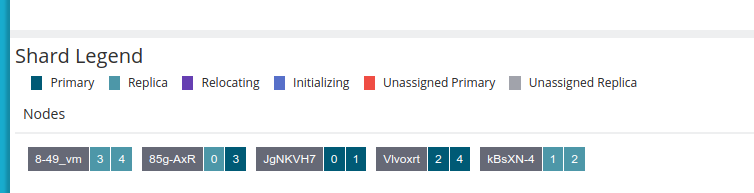 Shard Legend
Primary Replica Relocating Initializing Unassigned Primary Unassigned Replica
Nodes
8-49_vm 3 4 85g-AxR 0 3 JgNKVH7 0 1 Vlvoxrt 2 4 kBsXN-4 1 2